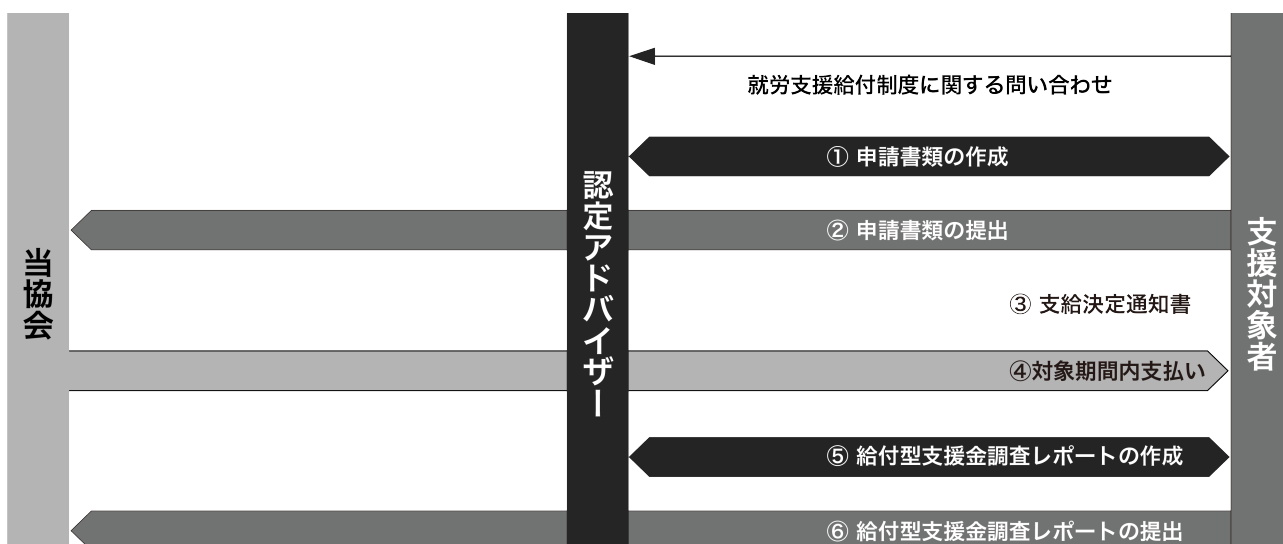 就労支援給付制度に関する問い合わせ
① 申請書類の作成
② 申請書類の提出
③ 支給決定通知書
④対象期間内支払い
⑤ 給付型支援金調査レポートの作成
⑥ 給付型支援金調査レポートの提出
当協会
認定アドバイザー
支援対象者